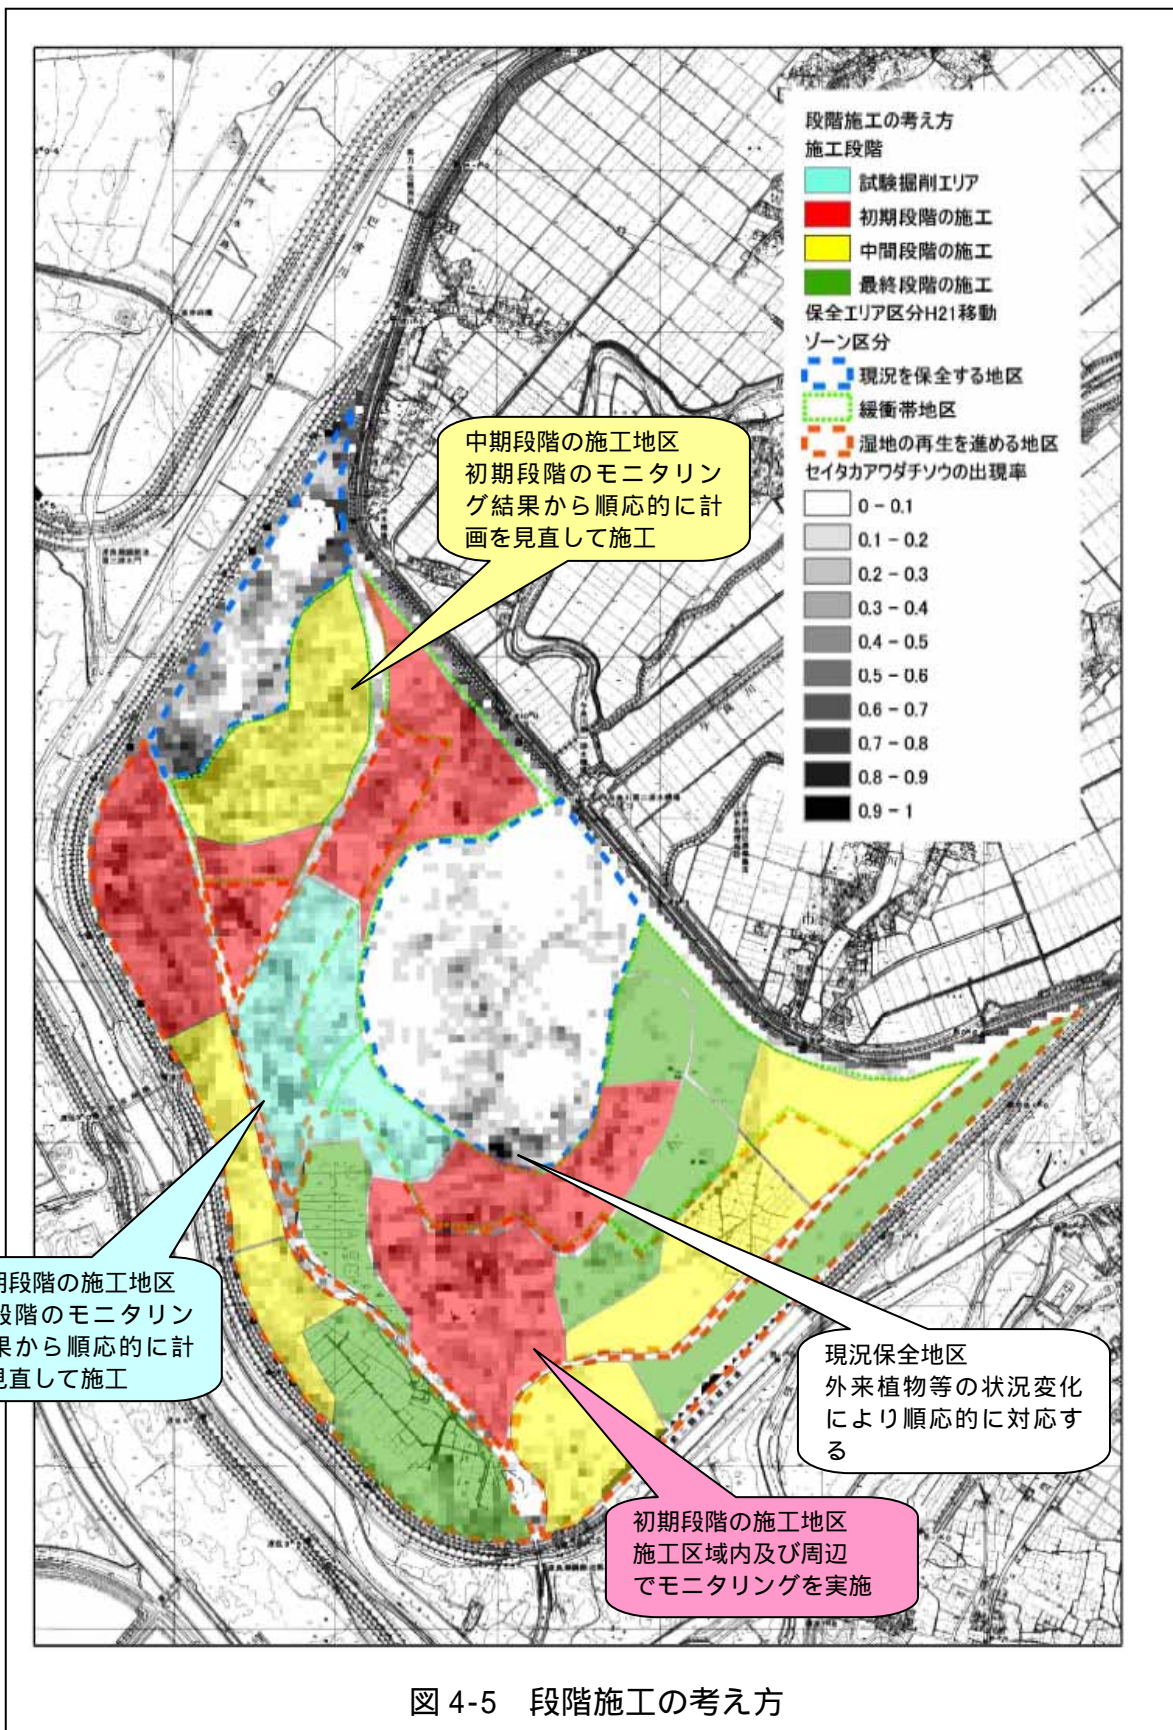 段階施工の考え方
施工段階
試験掘削エリア
初期段階の施工
中間段階の施工
最終段階の施工
保全エリア区分H21移動
ゾーン区分
現況を保全する地区
緩衝帯地区
湿地の再生を進める地区
セイタカアワダチソウの出現率
0 - 0.1
0.1 - 0.2
0.2 - 0.3
0.3 - 0.4
0.4 - 0.5
0.5 - 0.6
0.6 - 0.7
0.7 - 0.8
0.8 - 0.9
0.9 - 1
中期段階の施工地区
初期段階のモニタリン
グ結果から順応的に計
画を見直して施工
期段階の施工地区
段階のモニタリン
果から順応的に計
見直して施工
現況保全地区
外来植物等の状況変化
により順応的に対応す
る
初期段階の施工地区
施工区域内及び周辺
でモニタリングを実施
図 4-5 段階施工の考え方